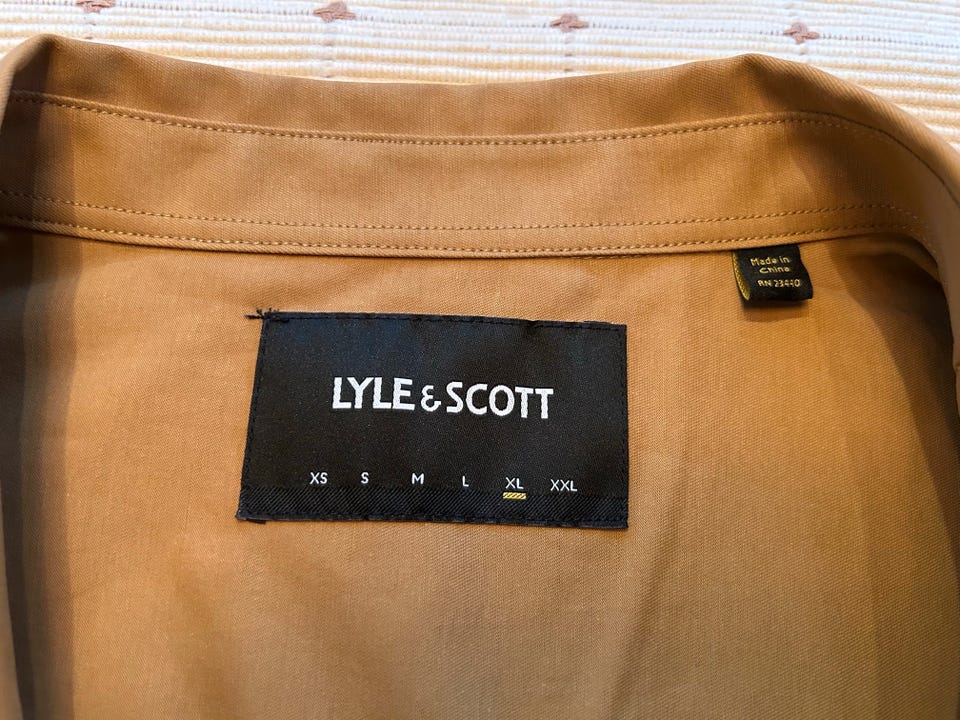 Made in
China
RN 23440
LYLE & SCOTT
XS S M L XL XXL